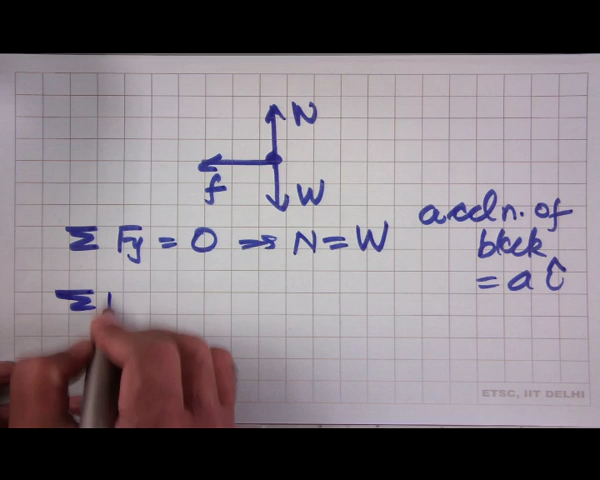 N
f
W
Σ Fy = 0 ⇒ N = W
accln. of
block
= a î
Σ
ETSC, IIT DELHI